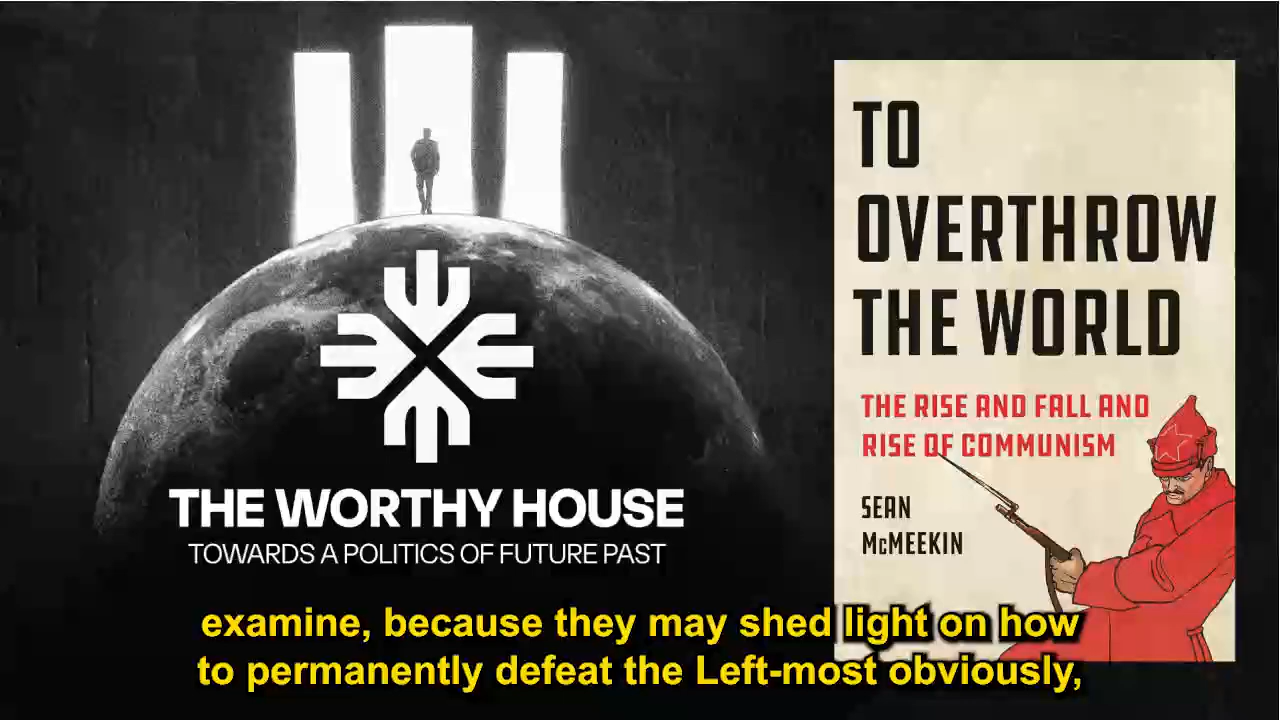 THE WORTHY HOUSE
TOWARDS A POLITICS OF FUTURE PAST
TO
OVERTHROW
THE WORLD
THE RISE AND FALL AND
RISE OF COMMUNISM
SEAN
McMEEKIN
examine, because they may shed light on how
to permanently defeat the Left-most obviously,